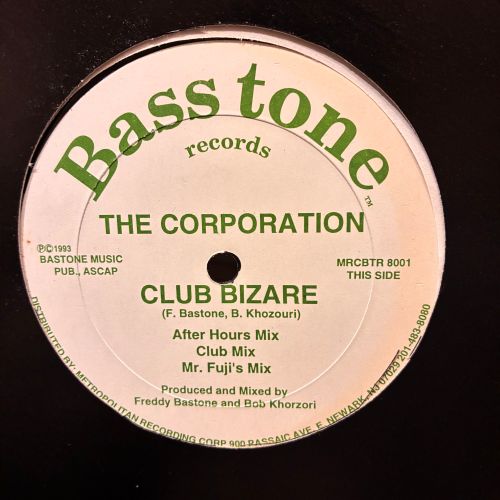 Bass tone
™
records
THE CORPORATION
℗©1993
BASTONE MUSIC
PUB., ASCAP
MRCBTR 8001
THIS SIDE
CLUB BIZARE
(F. Bastone, B. Khozouri)
After Hours Mix
Club Mix
Mr. Fuji's Mix
Produced and Mixed by
Freddy Bastone and Bob Khorzori
DISTRIBUTED BY: METROPOLITAN RECORDING CORP 900 PASSAIC AVE, E. NEWARK, NJ 07029 201-483-8080